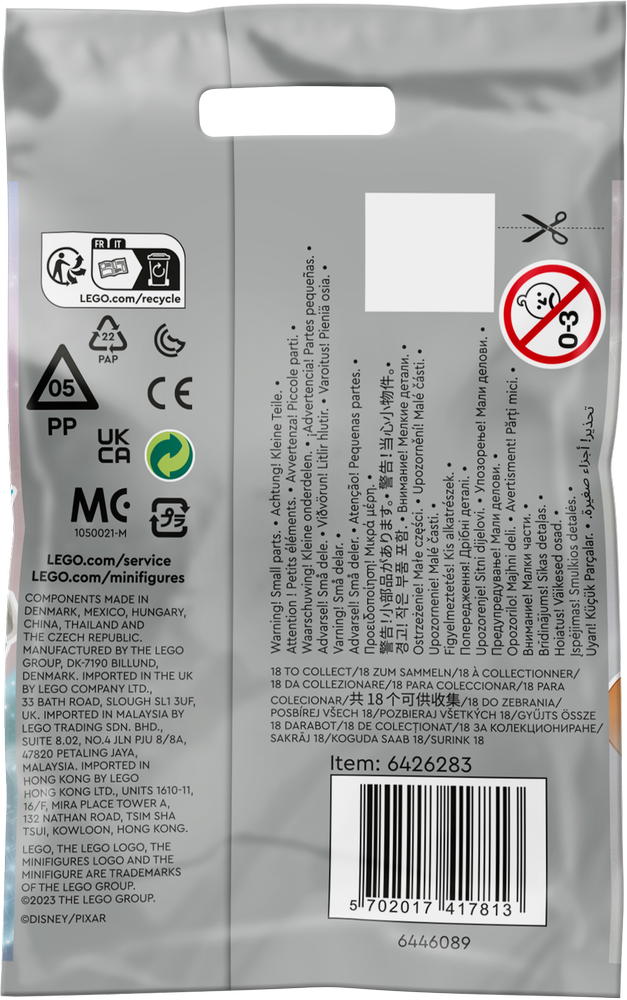 FR IT
LEGO.com/recycle
22
PAP
05
PP
CE
UK
CA
MC
1050021-M
プラ
LEGO.com/service
LEGO.com/minifigures
COMPONENTS MADE IN
DENMARK, MEXICO, HUNGARY,
CHINA, THAILAND AND
THE CZECH REPUBLIC.
MANUFACTURED BY THE LEGO
GROUP, DK-7190 BILLUND,
DENMARK. IMPORTED IN THE UK
BY LEGO COMPANY LTD.,
33 BATH ROAD, SLOUGH SL1 3UF,
UK. IMPORTED IN MALAYSIA BY
LEGO TRADING SDN. BHD.,
SUITE 8.02, NO.4 JLN PJU 8/8A,
47820 PETALING JAYA,
MALAYSIA. IMPORTED IN
HONG KONG BY LEGO
HONG KONG LTD., UNITS 1610-11,
16/F, MIRA PLACE TOWER A,
132 NATHAN ROAD, TSIM SHA
TSUI, KOWLOON, HONG KONG.
LEGO, THE LEGO LOGO, THE
MINIFIGURES LOGO AND THE
MINIFIGURE ARE TRADEMARKS
OF THE LEGO GROUP.
©2023 THE LEGO GROUP.
©DISNEY/PIXAR
0-3
Warning! Small parts. • Achtung! Kleine Teile. •
Attention ! Petits éléments. • Avvertenza! Piccole parti. •
Waarschuwing! Kleine onderdelen. • ¡Advertencia! Partes pequeñas. •
Advarsel! Små dele. • Viðvörun! Litlir hlutir. • Varoitus! Pieniä osia. •
Varning! Små delar. •
Advarsel! Små deler. • Atenção! Pequenas partes. •
Προειδοποίηση! Μικρά μέρη. •
警告!小部品があります。• 警告!当心小物件。•
경고! 작은 부품 포함. • Внимание! Мелкие детали. •
Ostrzeżenie! Małe części. • Upozornění! Malé části. •
Upozornenie! Malé časti. •
Figyelmeztetés! Kis alkatrészek. •
Попередження! Дрібні деталі. •
Upozorenje! Sitni dijelovi. • Упозорење! Мали делови. •
Предупредување! Мали делови. •
Opozorilo! Majhni deli. • Avertisment! Părți mici. •
Внимание! Малки части. •
Brīdinājums! Sīkas detaļas. •
Hoiatus! Väikesed osad. •
Įspėjimas! Smulkios detalės. •
Uyarı! Küçük Parçalar. • تحذير! أجزاء صغيرة. •
18 TO COLLECT/18 ZUM SAMMELN/18 À COLLECTIONNER/
18 DA COLLEZIONARE/18 PARA COLECCIONAR/18 PARA
COLECIONAR/共 18 个可供收集/18 DO ZEBRANIA/
POSBÍREJ VŠECH 18/POZBIERAJ VŠETKÝCH 18/GYŰJTS ÖSSZE
18 DARABOT/18 DE COLECȚIONAT/18 ЗА КОЛЕКЦИОНИРАНЕ/
SAKRĀJ 18/KOGUDA SAAB 18/SURINK 18
Item: 6426283
5 702017 417813
6446089